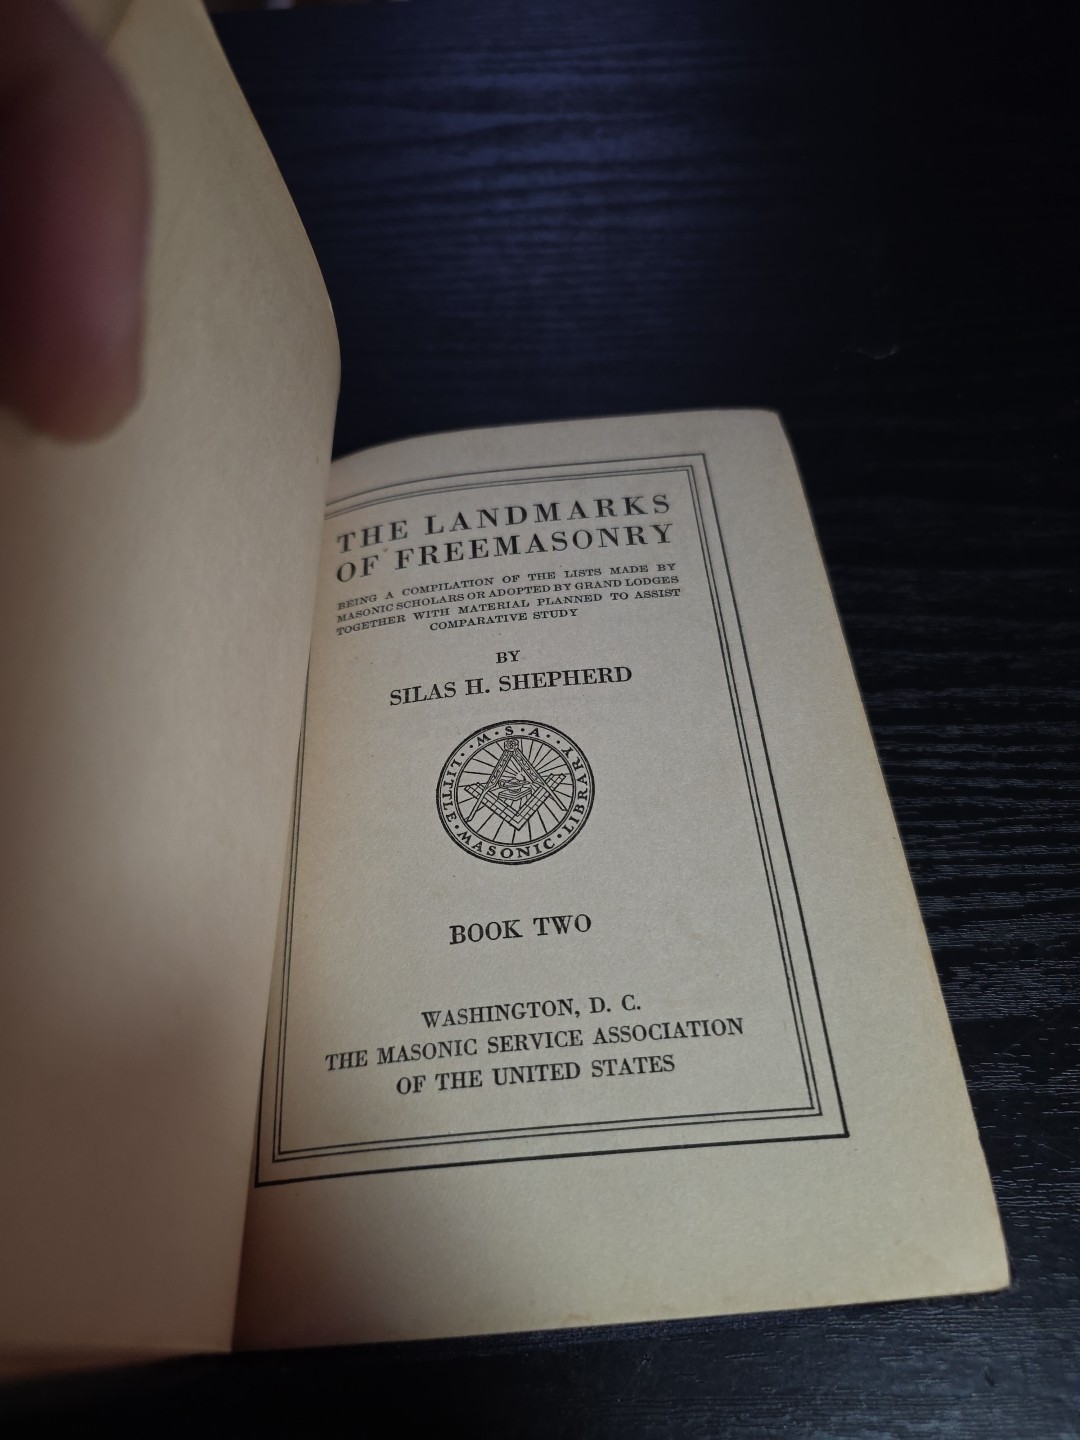 THE LANDMARKS
OF FREEMASONRY
BEING A COMPILATION OF THE LISTS MADE BY
MASONIC SCHOLARS OR ADOPTED BY GRAND LODGES
TOGETHER WITH MATERIAL PLANNED TO ASSIST
COMPARATIVE STUDY
BY
SILAS H. SHEPHERD
M·S·A·
LITTLE·MASONIC·LIBRARY
BOOK TWO
WASHINGTON, D. C.
THE MASONIC SERVICE ASSOCIATION
OF THE UNITED STATES